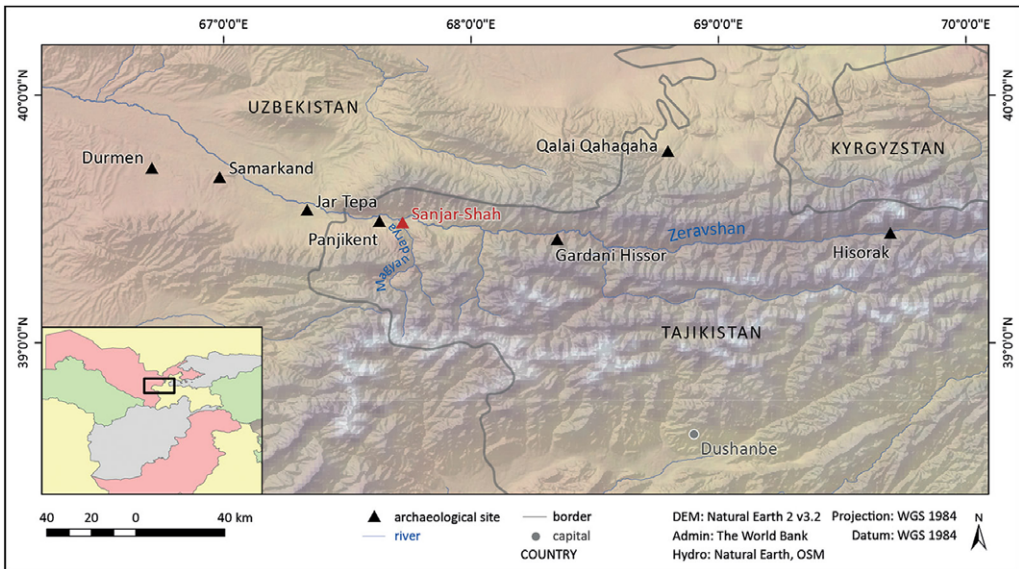 67°0'0"E
68°0'0"E
69°0'0"E
70°0'0"E
40°0'0"N
40°0'0"N
UZBEKISTAN
Qalai Qahaqaha
KYRGYZSTAN
Durmen
Samarkand
Jar Tepa
Sanjar-Shah
Panjikent
Zeravshan
Magyan
darya
Gardani Hissor
Hisorak
39°0'0"N
39°0'0"N
TAJIKISTAN
Dushanbe
40 20 0 40 km
archaeological site
river
border
capital
COUNTRY
DEM: Natural Earth 2 v3.2
Admin: The World Bank
Hydro: Natural Earth, OSM
Projection: WGS 1984
Datum: WGS 1984
N